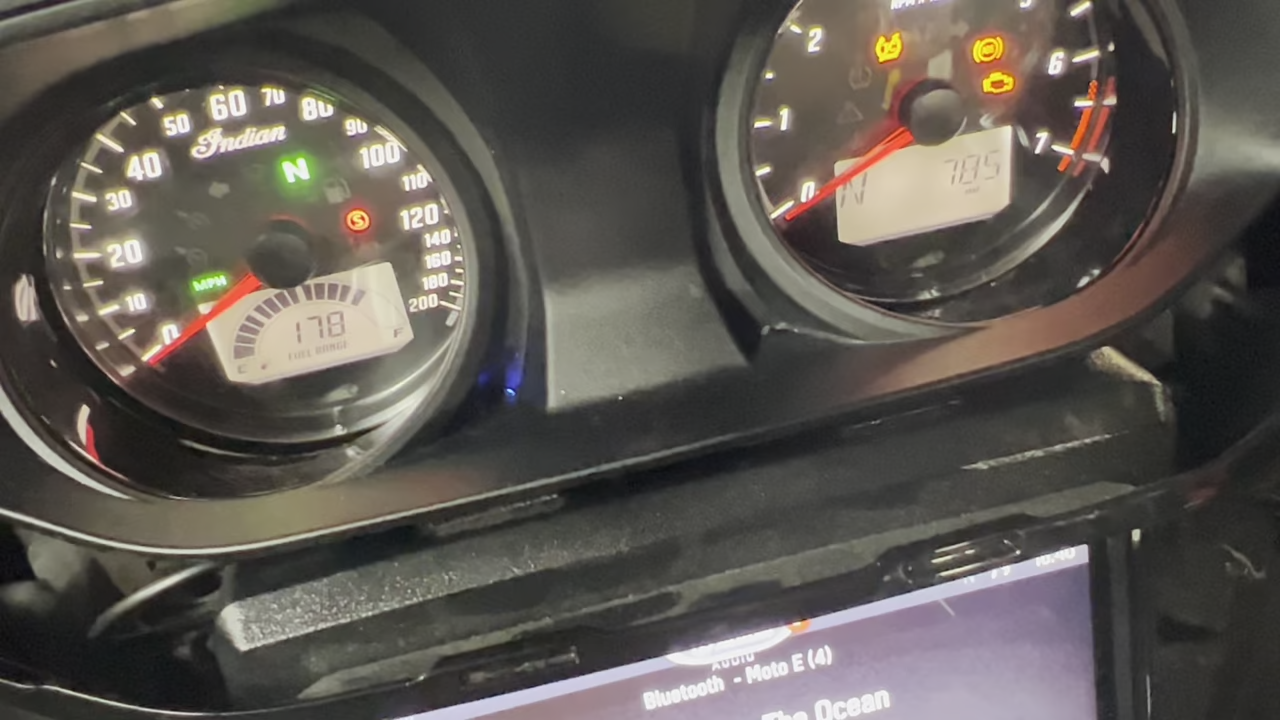 0
10
20
30
40
50
60
70
80
90
100
110
120
140
160
180
200
Indian
N
S
MPH
178
FUEL RANGE
E
F
0
1
2
6
7
ABS
N
785
AUDIO
Bluetooth - Moto E (4)
The Ocean